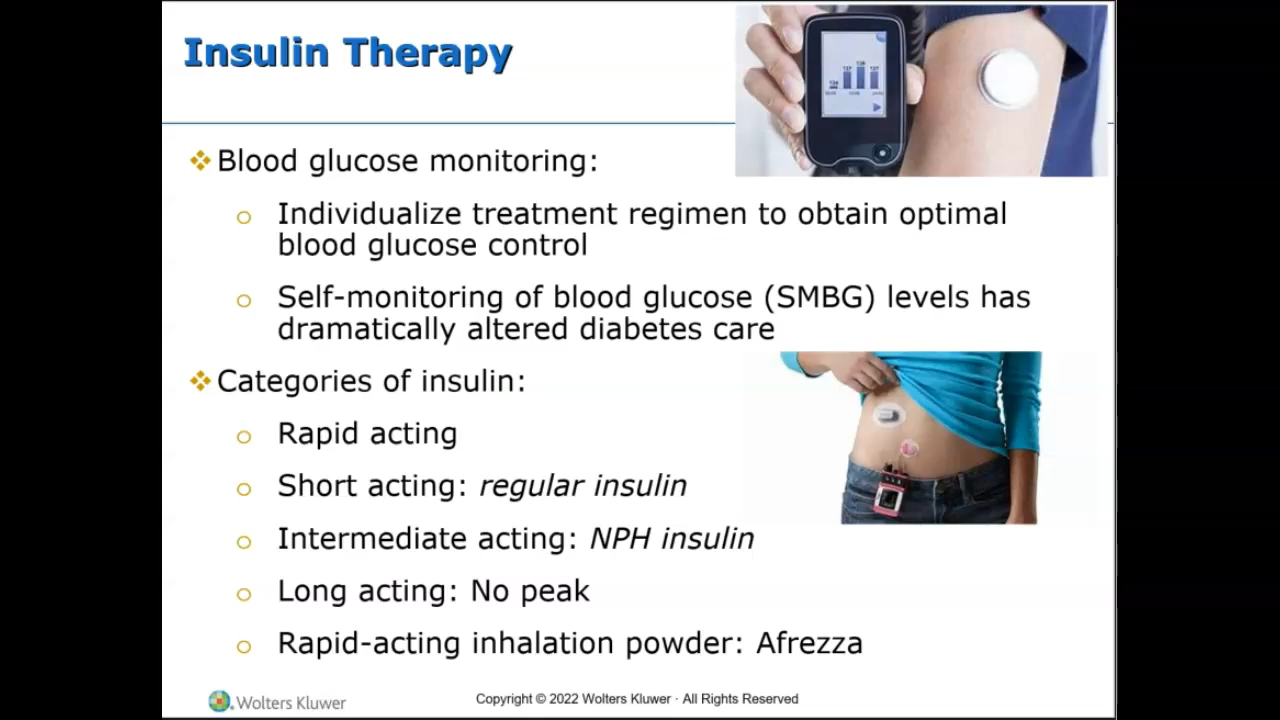 Insulin Therapy
❖ Blood glucose monitoring:
o Individualize treatment regimen to obtain optimal
blood glucose control
o Self-monitoring of blood glucose (SMBG) levels has
dramatically altered diabetes care
❖ Categories of insulin:
o Rapid acting
o Short acting: regular insulin
o Intermediate acting: NPH insulin
o Long acting: No peak
o Rapid-acting inhalation powder: Afrezza
Wolters Kluwer
Copyright © 2022 Wolters Kluwer · All Rights Reserved